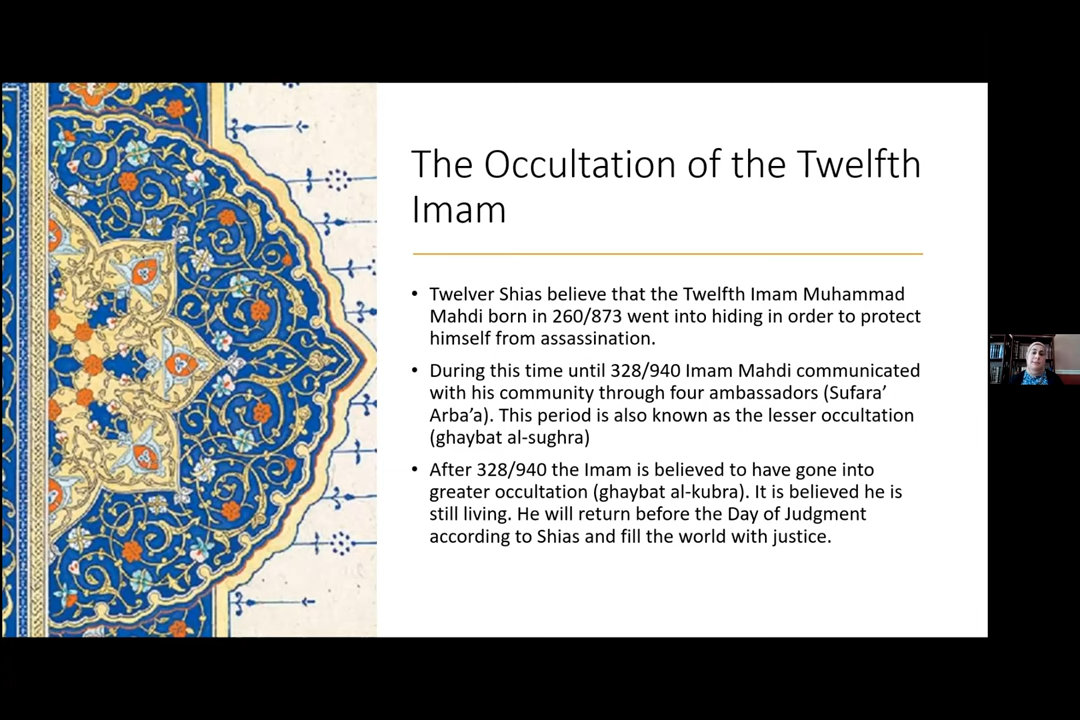 The Occultation of the Twelfth
Imam
• Twelver Shias believe that the Twelfth Imam Muhammad
Mahdi born in 260/873 went into hiding in order to protect
himself from assassination.
• During this time until 328/940 Imam Mahdi communicated
with his community through four ambassadors (Sufara’
Arba’a). This period is also known as the lesser occultation
(ghaybat al-sughra)
• After 328/940 the Imam is believed to have gone into
greater occultation (ghaybat al-kubra). It is believed he is
still living. He will return before the Day of Judgment
according to Shias and fill the world with justice.